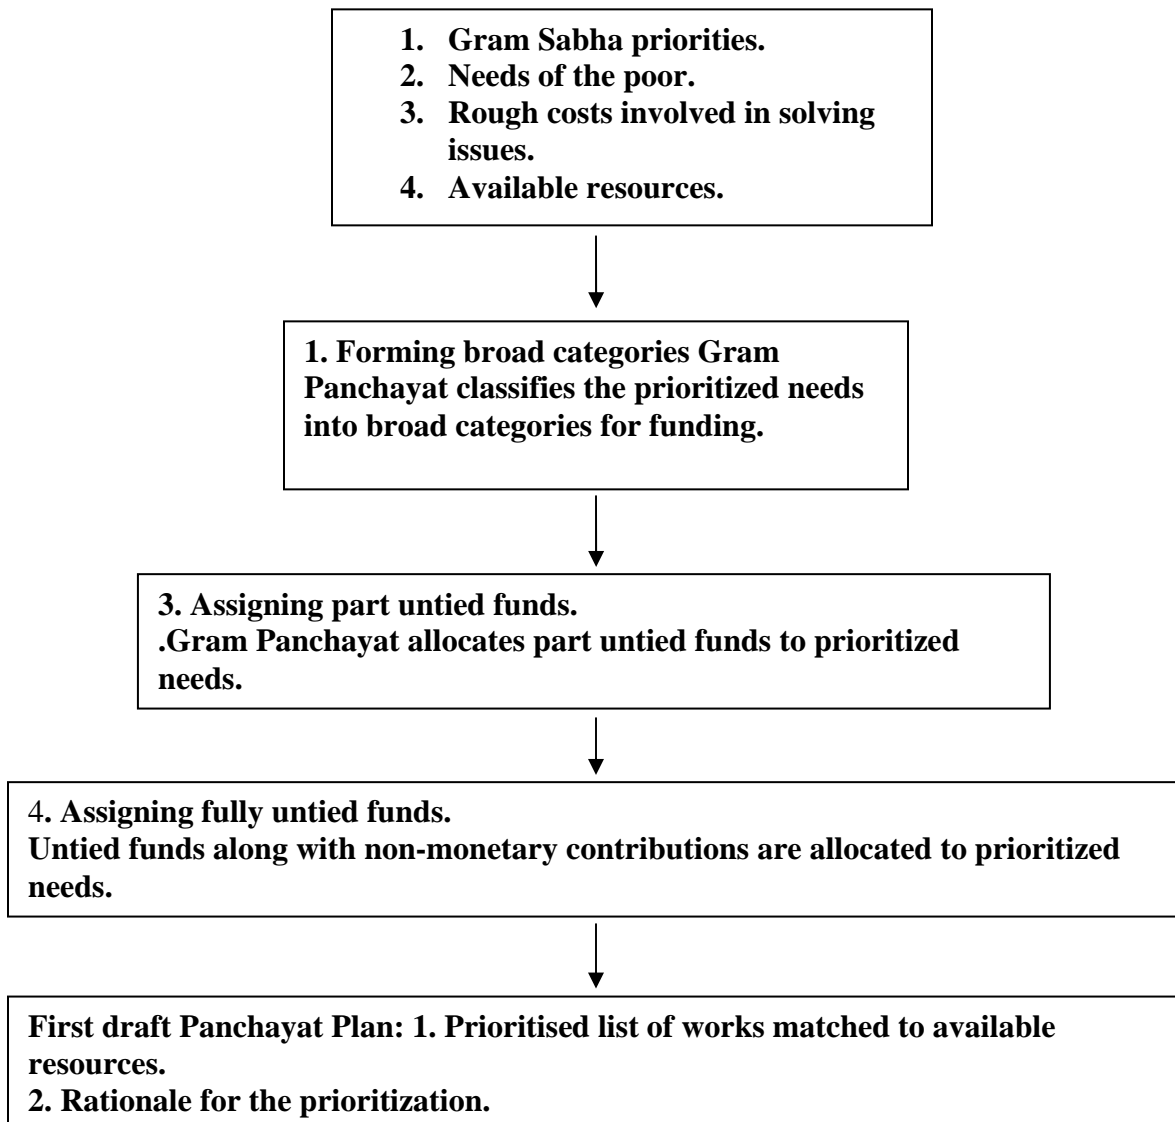 1. Gram Sabha priorities.
2. Needs of the poor.
3. Rough costs involved in solving
issues.
4. Available resources.
1. Forming broad categories Gram
Panchayat classifies the prioritized needs
into broad categories for funding.
3. Assigning part untied funds.
.Gram Panchayat allocates part untied funds to prioritized
needs.
4. Assigning fully untied funds.
Untied funds along with non-monetary contributions are allocated to prioritized
needs.
First draft Panchayat Plan: 1. Prioritised list of works matched to available
resources.
2. Rationale for the prioritization.